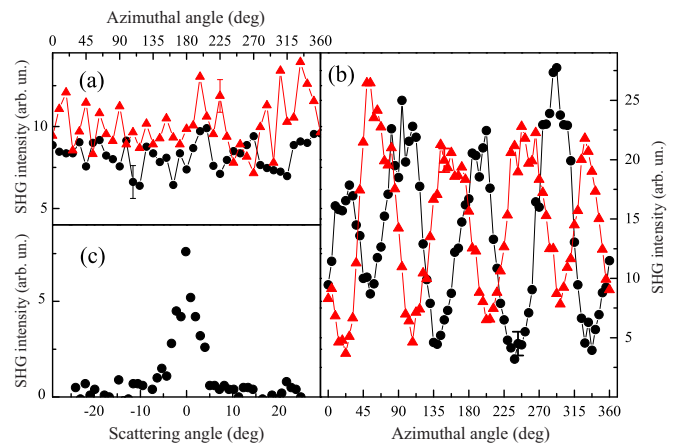 Azimuthal angle (deg)
0 45 90 135 180 225 270 315 360
SHG intensity (arb. un.)
10
5
(a)
SHG intensity (arb. un.)
5
0
(c)
-20 -10 0 10 20
Scattering angle (deg)
(b)
25
20
15
10
5
SHG intensity (arb. un.)
0 45 90 135 180 225 270 315 360
Azimuthal angle (deg)